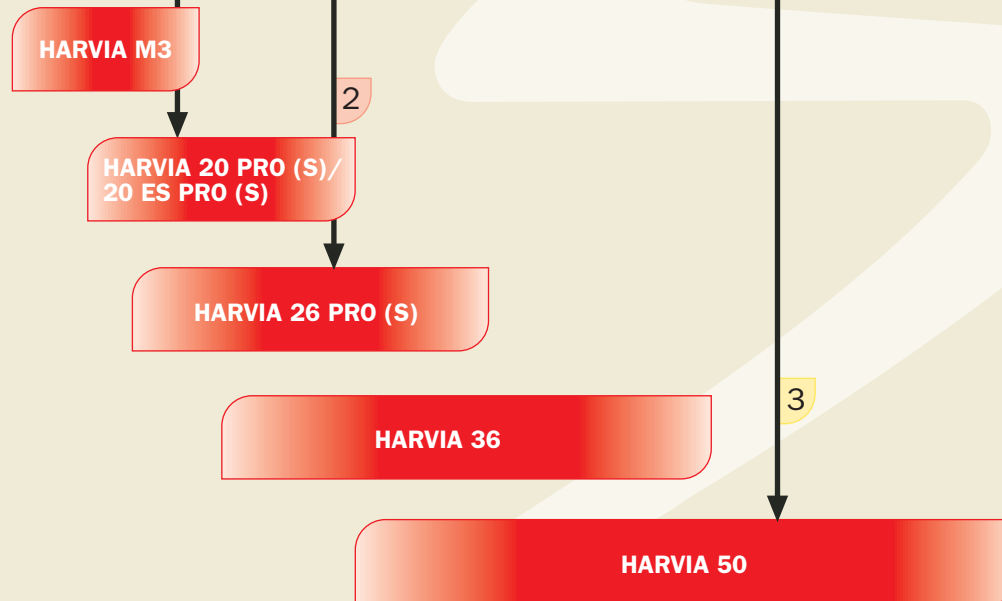 HARVIA M3
2
HARVIA 20 PRO (S)/
20 ES PRO (S)
HARVIA 26 PRO (S)
3
HARVIA 36
HARVIA 50